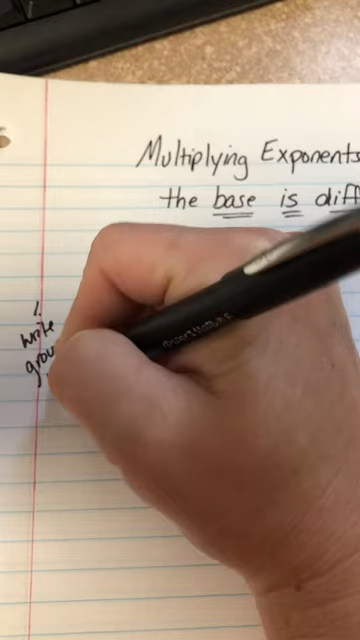 Multiplying Exponents
the base is diff
1.
write
grou